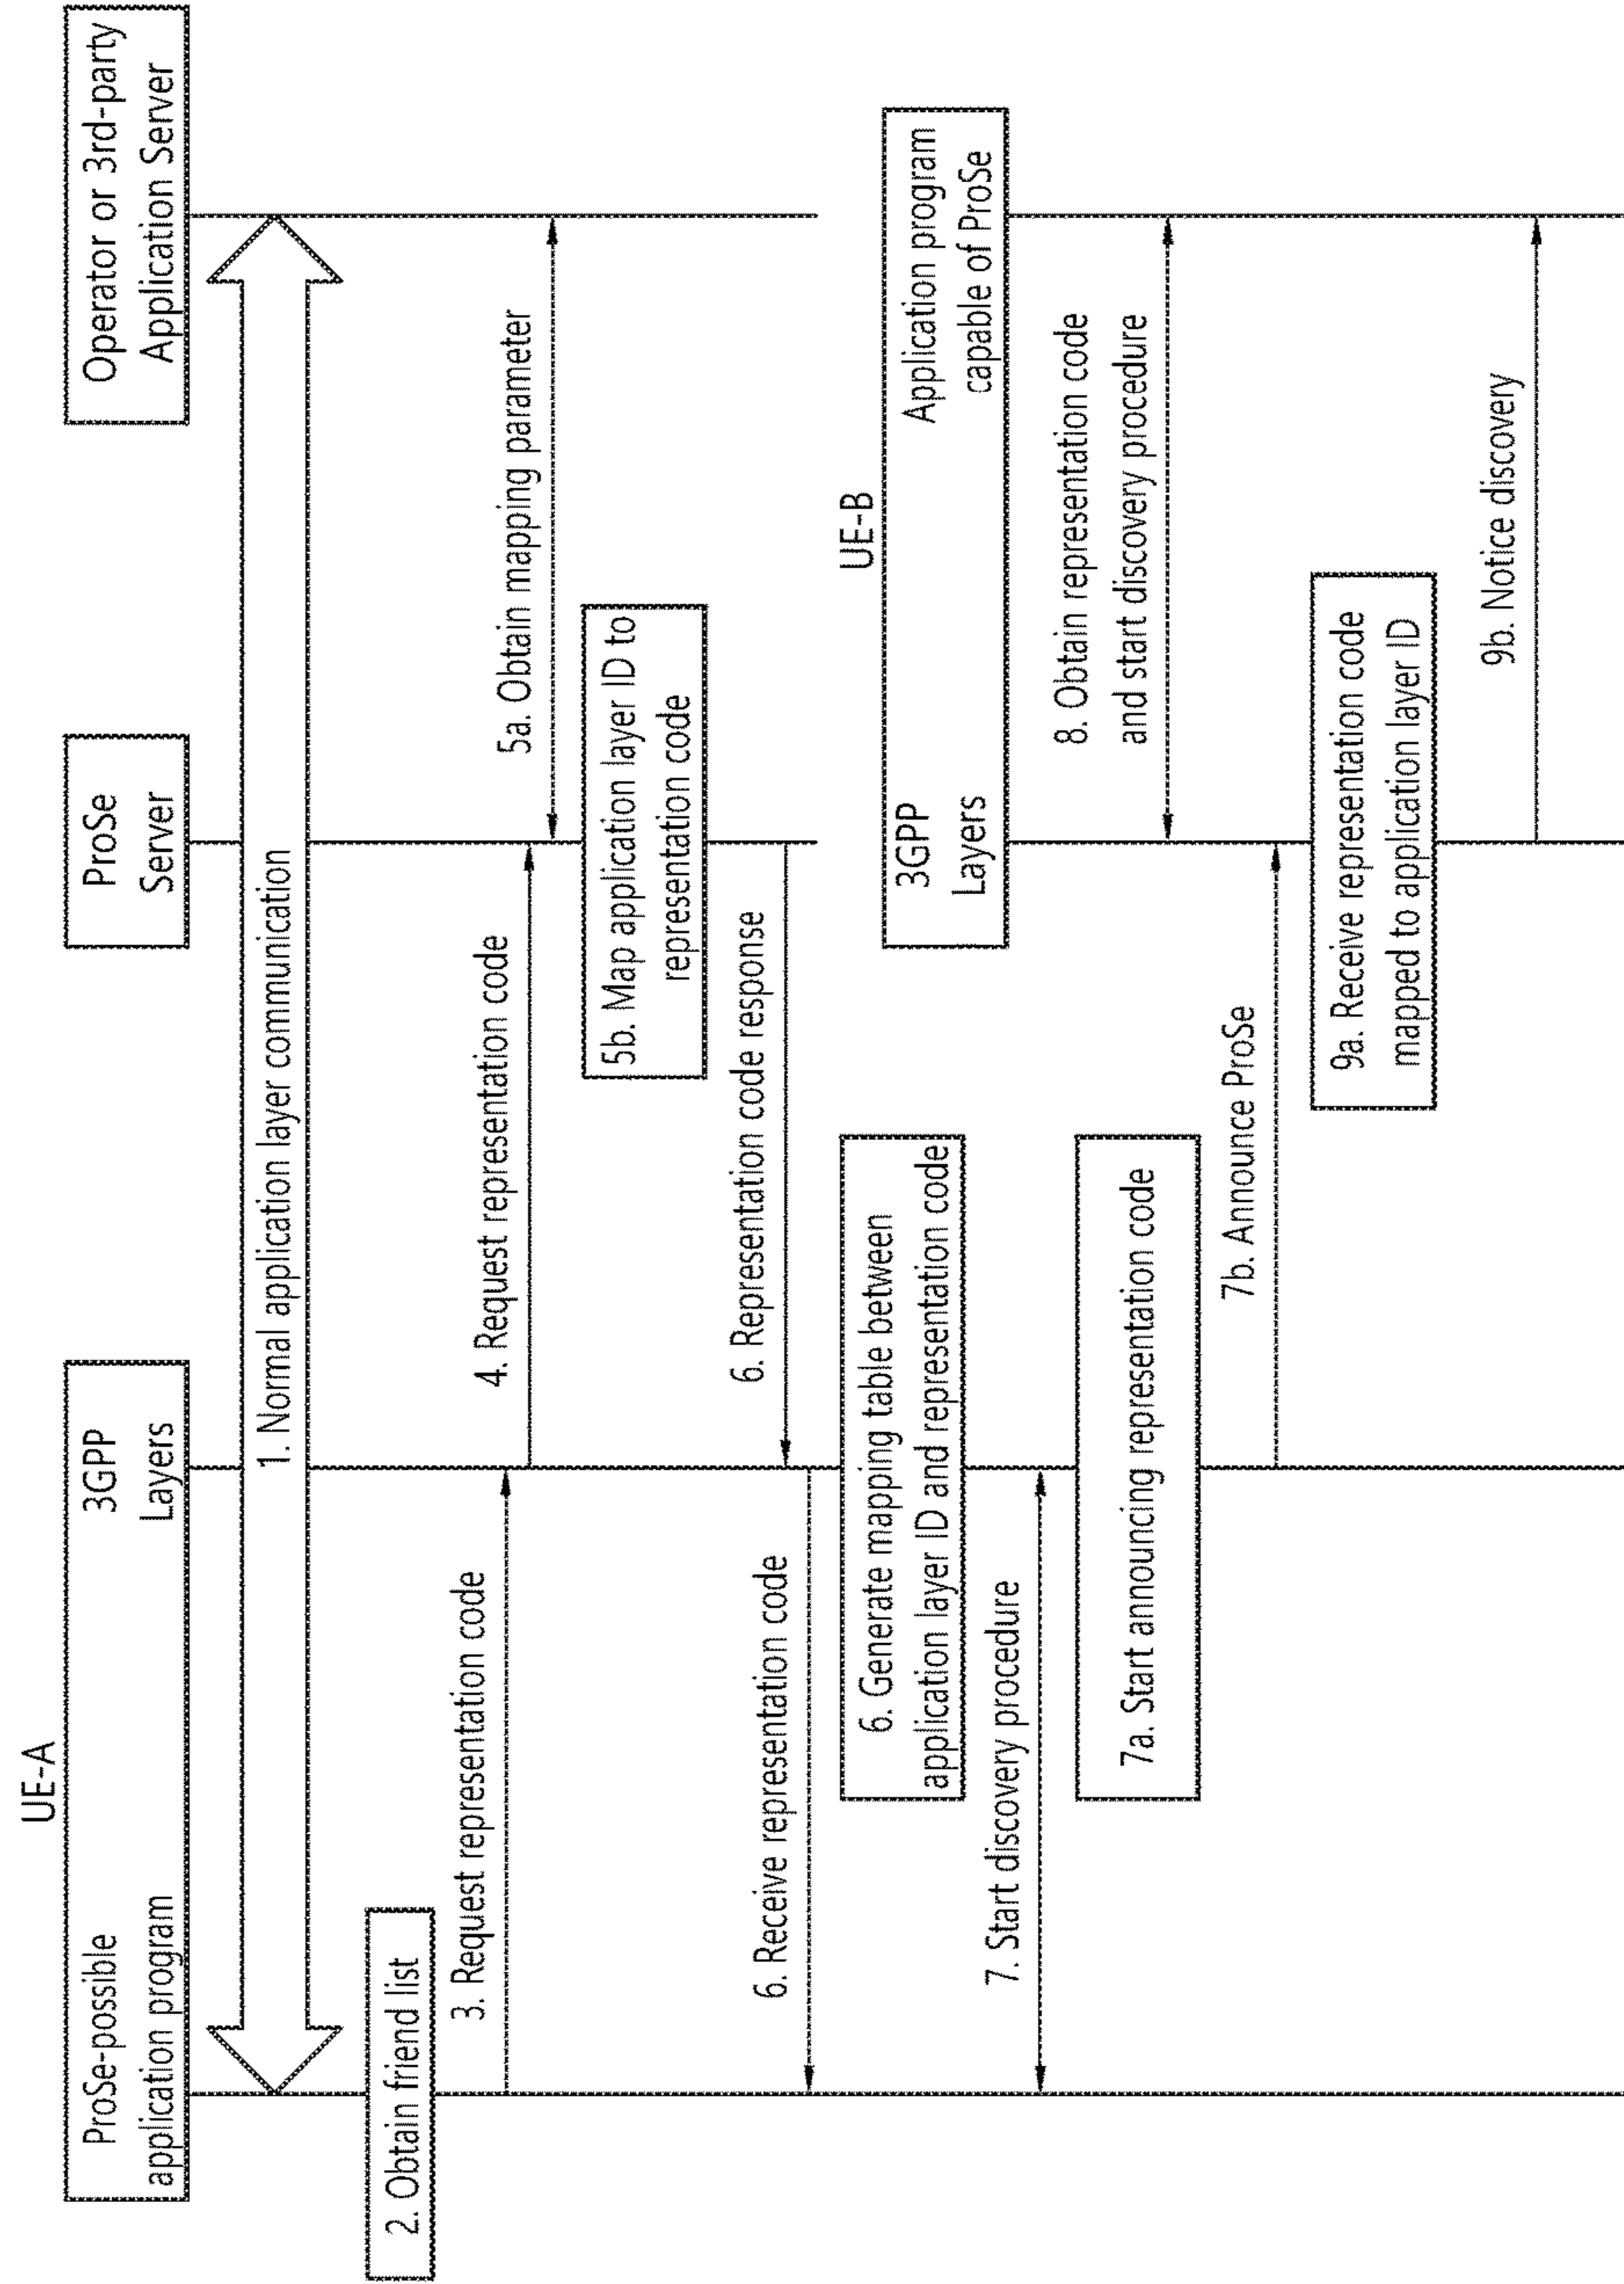 UE-A
ProSe-possible
application program
3GPP
Layers
ProSe
Server
Operator or 3rd-party
Application Server
1. Normal application layer communication
2. Obtain friend list
3. Request representation code
4. Request representation code
5a. Obtain mapping parameter
5b. Map application layer ID to
representation code
6. Representation code response
6. Receive representation code
6. Generate mapping table between
application layer ID and representation code
UE-B
3GPP
Layers
Application program
capable of ProSe
7. Start discovery procedure
8. Obtain representation code
and start discovery procedure
7a. Start announcing representation code
7b. Announce ProSe
9a. Receive representation code
mapped to application layer ID
9b. Notice discovery